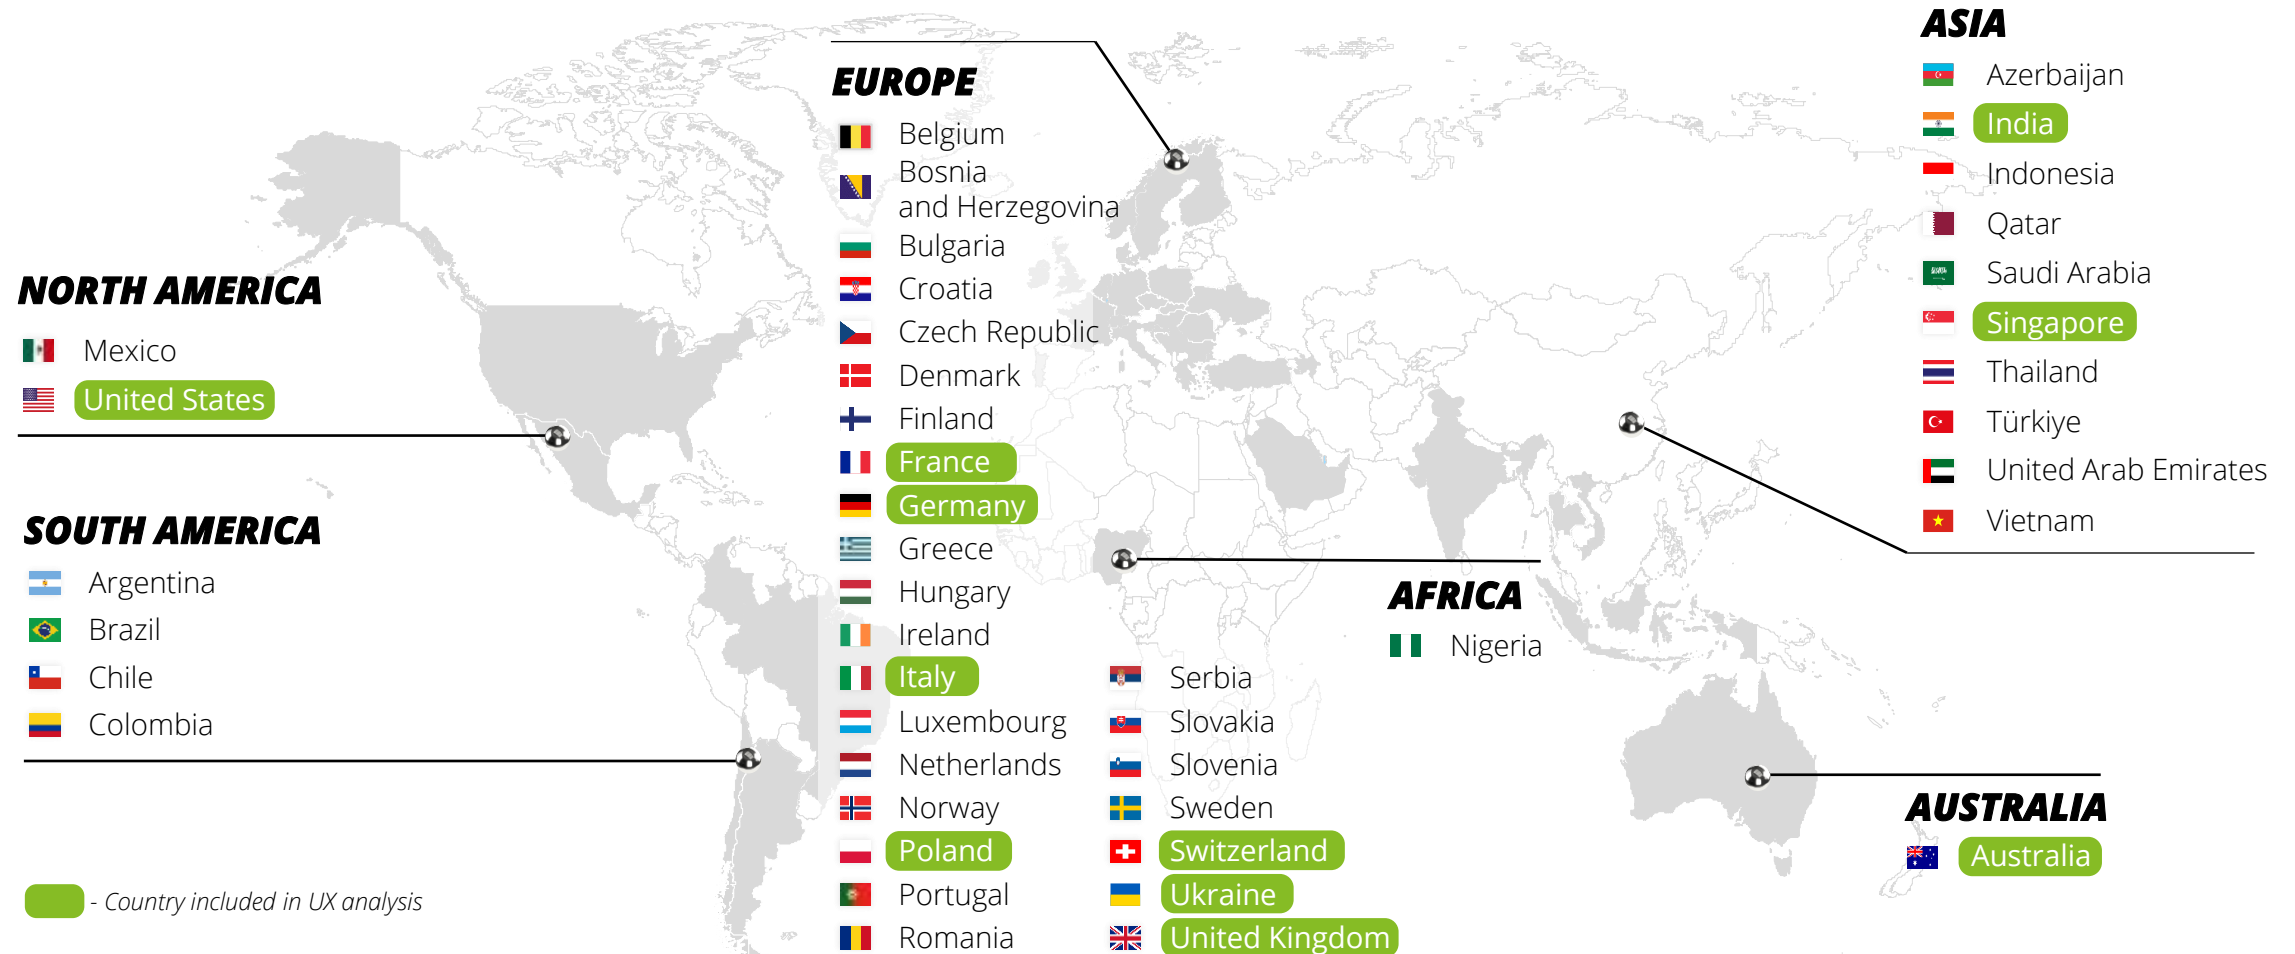 NORTH AMERICA
Mexico
United States
SOUTH AMERICA
Argentina
Brazil
Chile
Colombia
- Country included in UX analysis
EUROPE
Belgium
Bosnia
and Herzegovina
Bulgaria
Croatia
Czech Republic
Denmark
Finland
France
Germany
Greece
Hungary
Ireland
Italy
Luxembourg
Netherlands
Norway
Poland
Portugal
Romania
Serbia
Slovakia
Slovenia
Sweden
Switzerland
Ukraine
United Kingdom
AFRICA
Nigeria
ASIA
Azerbaijan
India
Indonesia
Qatar
Saudi Arabia
Singapore
Thailand
Türkiye
United Arab Emirates
Vietnam
AUSTRALIA
Australia